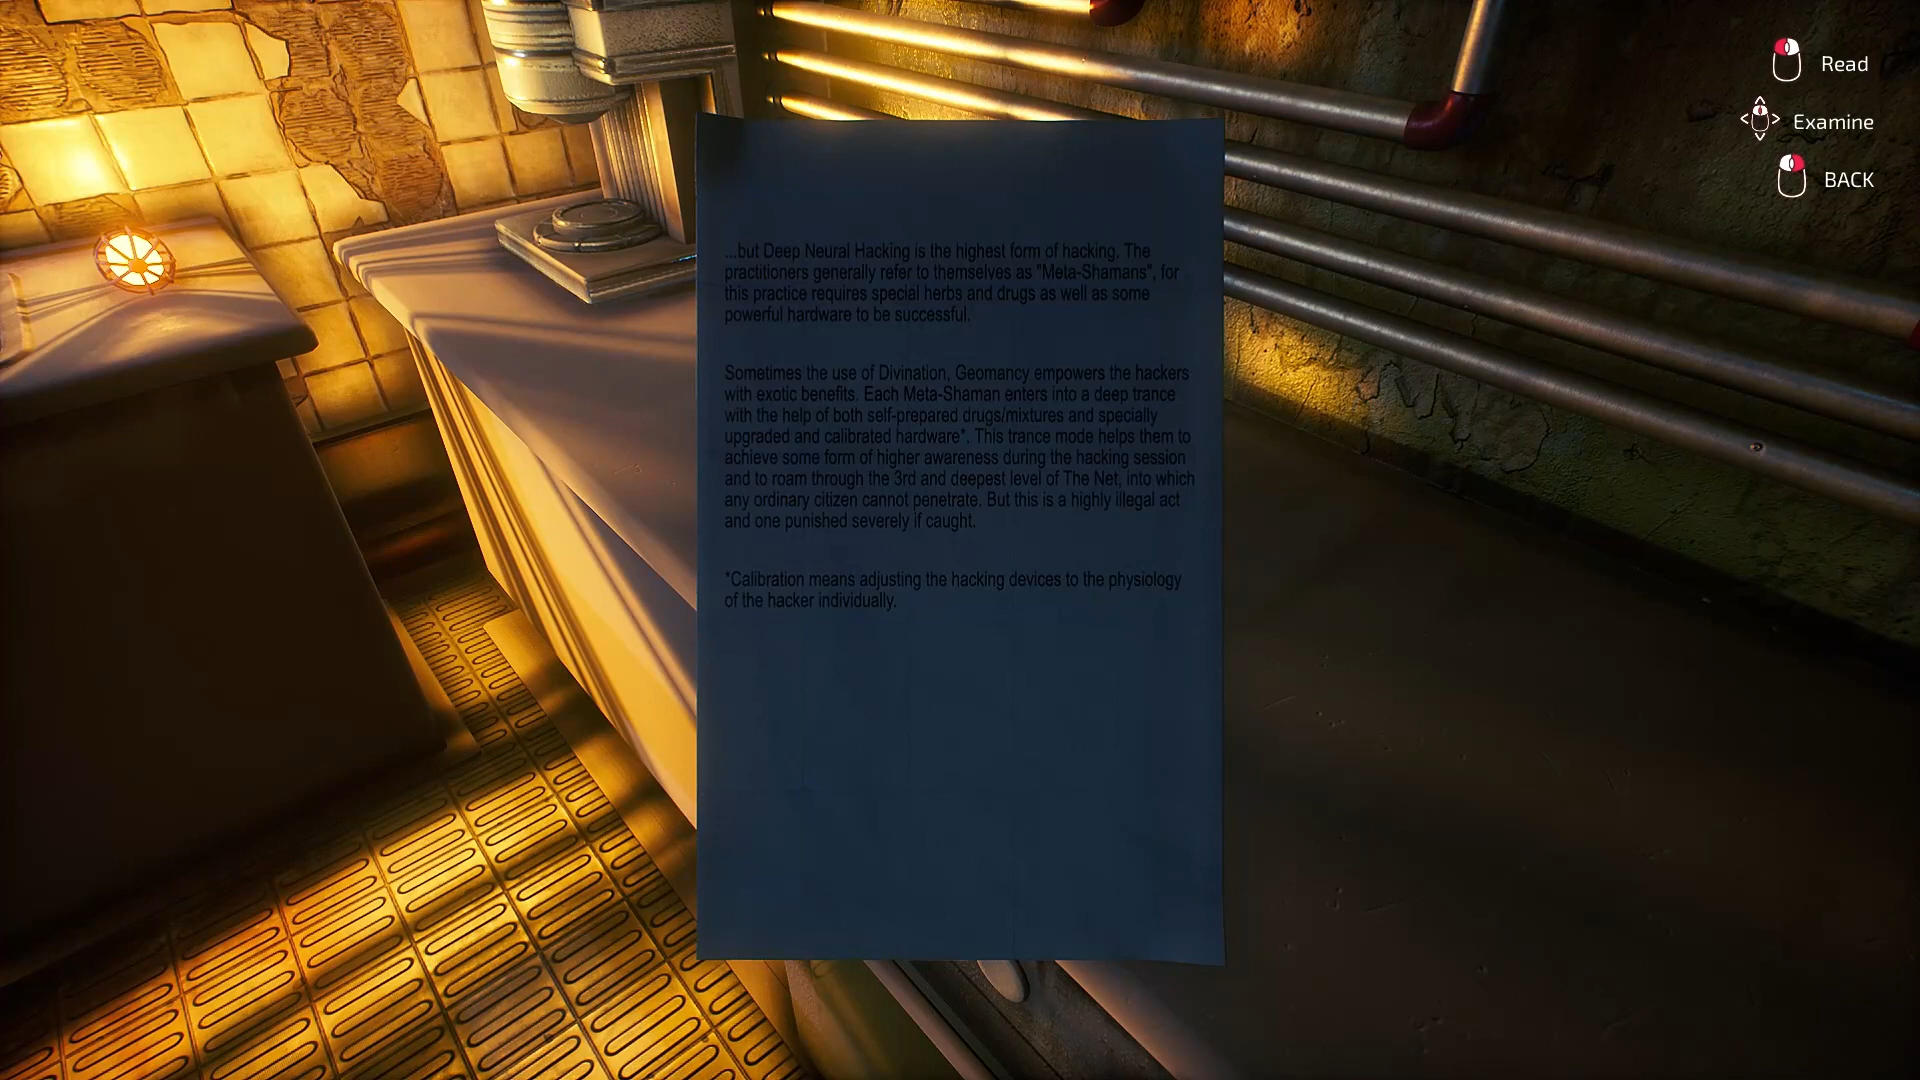 Read
Examine
BACK
...but Deep Neural Hacking is the highest form of hacking. The
practitioners generally refer to themselves as "Meta-Shamans", for
this practice requires special herbs and drugs as well as some
powerful hardware to be successful.
Sometimes the use of Divination, Geomancy empowers the hackers
with exotic benefits. Each Meta-Shaman enters into a deep trance
with the help of both self-prepared drugs/mixtures and specially
upgraded and calibrated hardware*. This trance mode helps them to
achieve some form of higher awareness during the hacking session
and to roam through the 3rd and deepest level of The Net, into which
any ordinary citizen cannot penetrate. But this is a highly illegal act
and one punished severely if caught.
*Calibration means adjusting the hacking devices to the physiology
of the hacker individually.